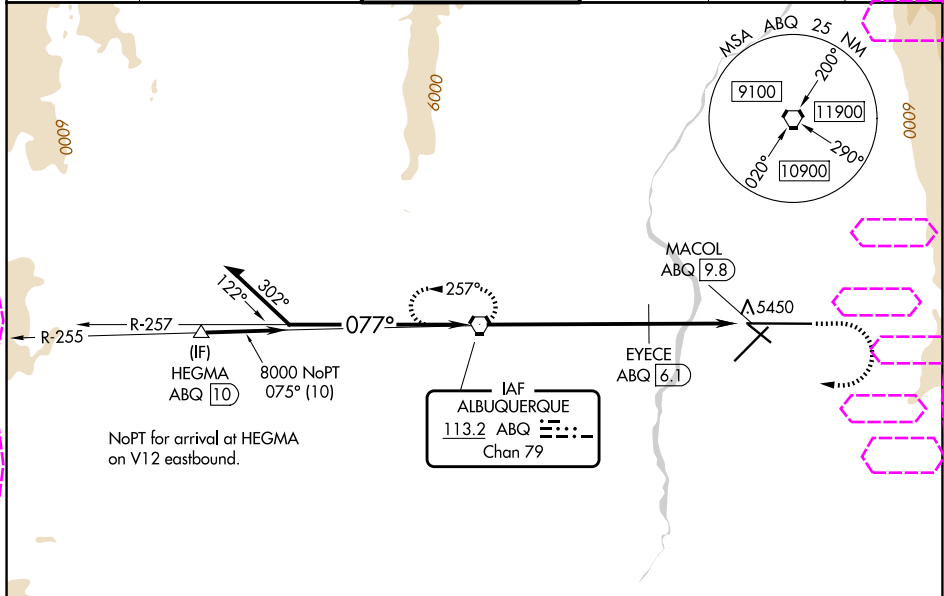 MSA ABQ 25 NM
200°
9100
11900
290°
020°
10900
6000
6000
6000
MACOL
ABQ 9.8
5450
302°
122°
257°
R-257
077°
R-255
(IF)
HEGMA
ABQ 10
8000 NoPT
075° (10)
EYECE
ABQ 6.1
IAF
ALBUQUERQUE
113.2 ABQ
Chan 79
NoPT for arrival at HEGMA
on V12 eastbound.